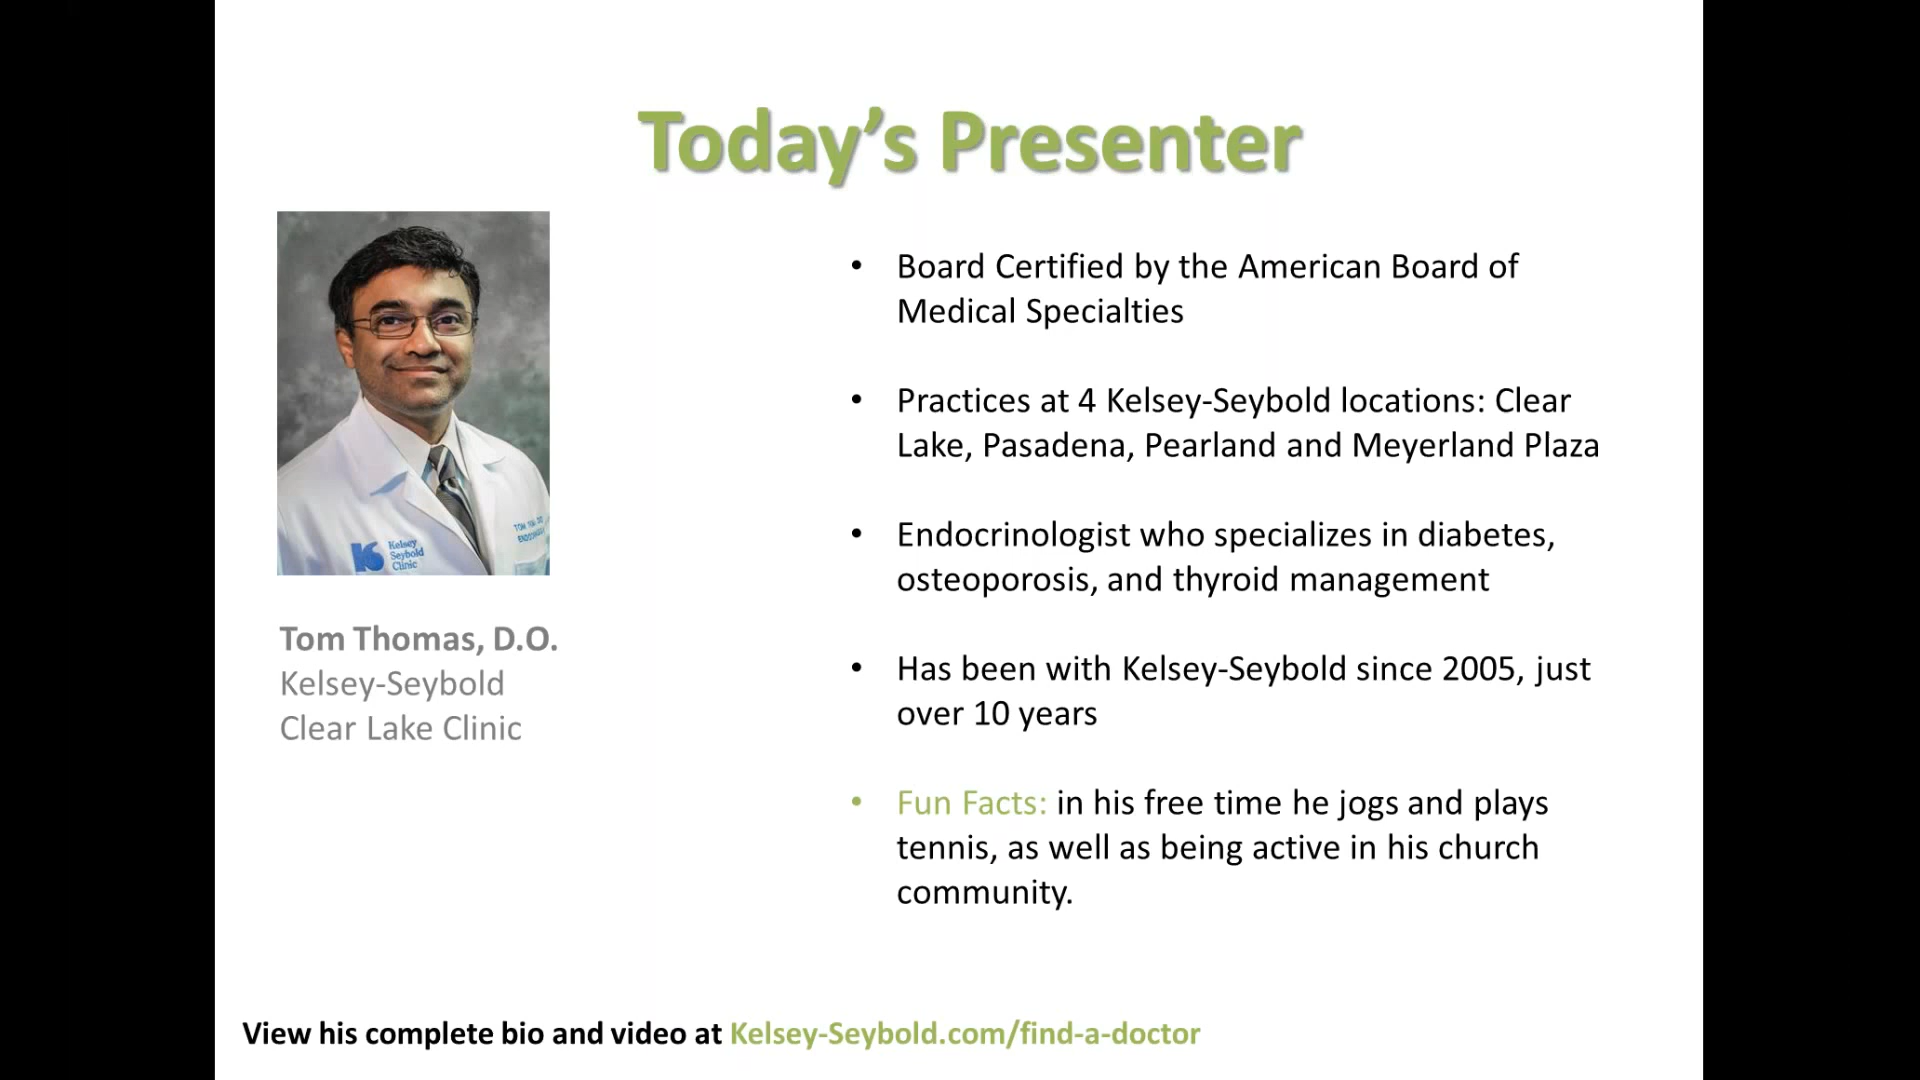 Today’s Presenter
Kelsey
Seybold
Clinic
Tom Thomas, D.O.
Kelsey-Seybold
Clear Lake Clinic
• Board Certified by the American Board of
Medical Specialties
• Practices at 4 Kelsey-Seybold locations: Clear
Lake, Pasadena, Pearland and Meyerland Plaza
• Endocrinologist who specializes in diabetes,
osteoporosis, and thyroid management
• Has been with Kelsey-Seybold since 2005, just
over 10 years
• Fun Facts: in his free time he jogs and plays
tennis, as well as being active in his church
community.
View his complete bio and video at Kelsey-Seybold.com/find-a-doctor